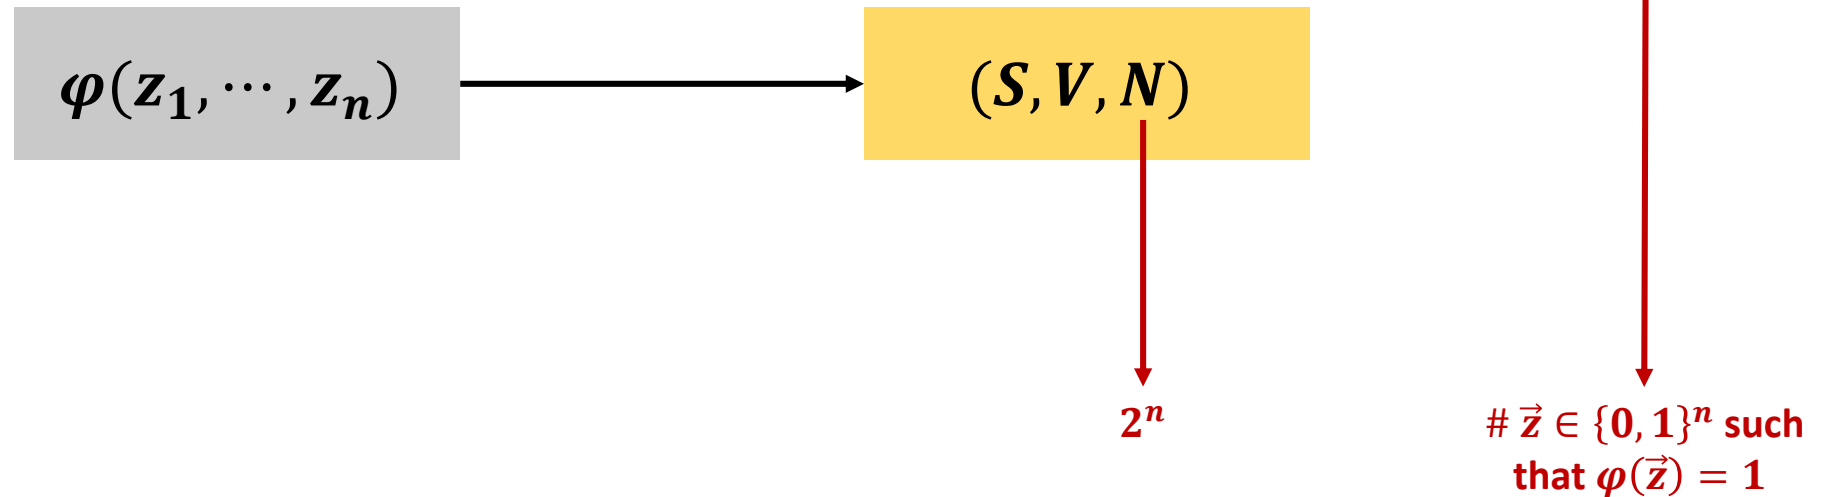 φ(z₁, ⋯, zₙ)
(S, V, N)
2ⁿ
# z⃗ ∈ {0, 1}ⁿ such
that φ(z⃗) = 1